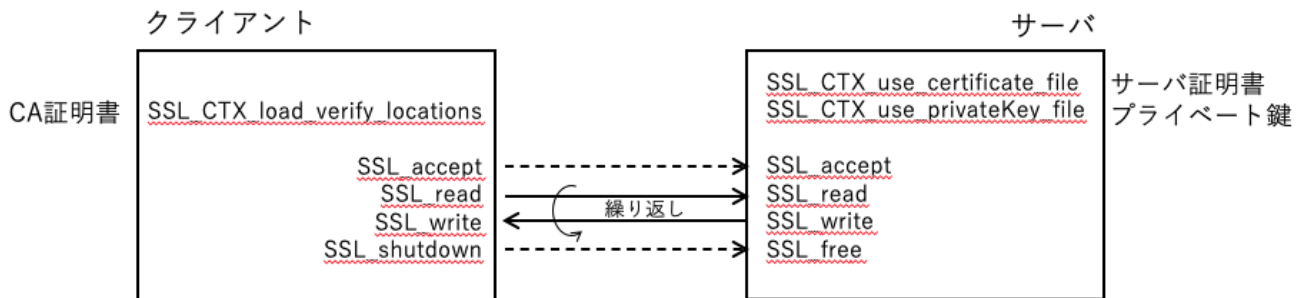 クライアント
サーバ
CA証明書
SSL_CTX_load_verify_locations
SSL_accept
SSL_read
SSL_write
SSL_shutdown
繰り返し
SSL_CTX_use_certificate_file
SSL_CTX_use_privateKey_file
SSL_accept
SSL_read
SSL_write
SSL_free
サーバ証明書
プライベート鍵